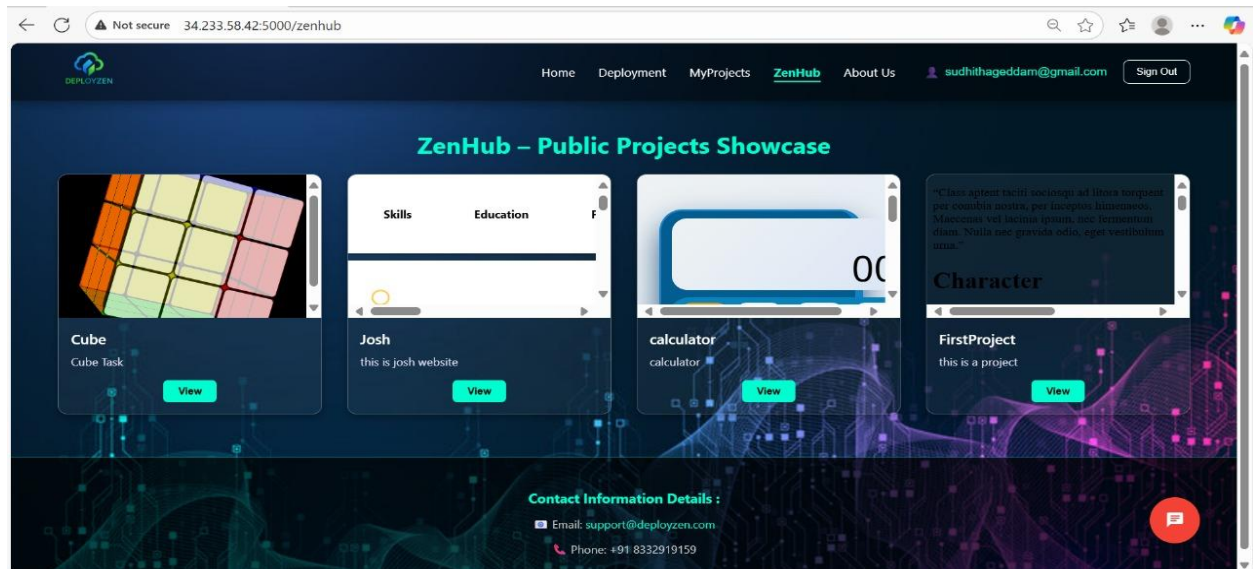 Not secure 34.233.58.42:5000/zenhub
DEPLOYZEN
Home Deployment MyProjects ZenHub About Us sudhithageddam@gmail.com Sign Out
ZenHub – Public Projects Showcase
Skills Education
00
“Class aptent taciti sociosqu ad litora torquent
per conubia nostra, per inceptos himenaeos.
Maecenas vel lacinia ipsum, nec fermentum
diam. Nulla nec gravida odio, eget vestibulum
urna.”
Character
Cube
Cube Task
View
Josh
this is josh website
View
calculator
calculator
View
FirstProject
this is a project
View
Contact Information Details :
Email: support@deployzen.com
Phone: +91 8332919159